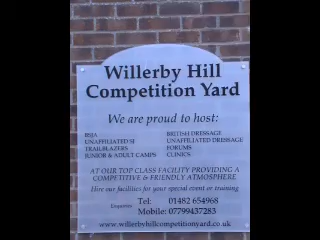 Willerby Hill
Competition Yard
We are proud to host:
BSJA
UNAFFILIATED SJ
TRAILBLAZERS
JUNIOR & ADULT CAMPS
BRITISH DRESSAGE
UNAFFILIATED DRESSAGE
FORUMS
CLINICS
AT OUR TOP CLASS FACILITY PROVIDING A
COMPETITIVE & FRIENDLY ATMOSPHERE
Hire our facilities for your special event or training
Enquiries Tel: 01482 654968
Mobile: 07799437283
www.willerbyhillcompetitionyard.co.uk